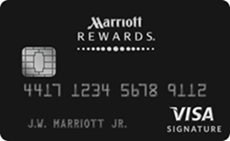 Marriott
REWARDS.
4417 1234 5678 9112
J.W. MARRIOTT JR.
VISA
SIGNATURE